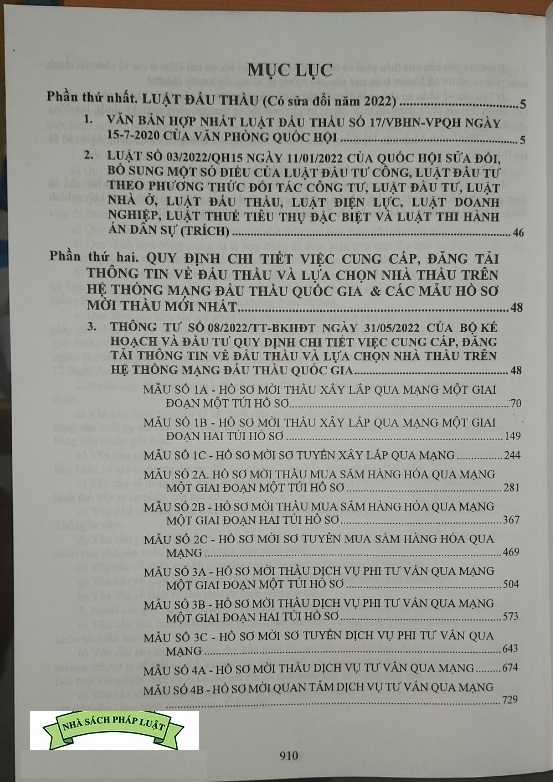 MỤC LỤC
Phần thứ nhất. LUẬT ĐẤU THẦU (Có sửa đổi năm 2022) ..... 5
1. VĂN BẢN HỢP NHẤT LUẬT ĐẤU THẦU SỐ 17/VBHN-VPQH NGÀY
15-7-2020 CỦA VĂN PHÒNG QUỐC HỘI ..... 5
2. LUẬT SỐ 03/2022/QH15 NGÀY 11/01/2022 CỦA QUỐC HỘI SỬA ĐỔI,
BỔ SUNG MỘT SỐ ĐIỀU CỦA LUẬT ĐẦU TƯ CÔNG, LUẬT ĐẦU TƯ
THEO PHƯƠNG THỨC ĐỐI TÁC CÔNG TƯ, LUẬT ĐẦU TƯ, LUẬT
NHÀ Ở, LUẬT ĐẤU THẦU, LUẬT ĐIỆN LỰC, LUẬT DOANH
NGHIỆP, LUẬT THUẾ TIÊU THỤ ĐẶC BIỆT VÀ LUẬT THI HÀNH
ÁN DÂN SỰ (TRÍCH) ..... 46
Phần thứ hai. QUY ĐỊNH CHI TIẾT VIỆC CUNG CẤP, ĐĂNG TẢI
THÔNG TIN VỀ ĐẤU THẦU VÀ LỰA CHỌN NHÀ THẦU TRÊN
HỆ THỐNG MẠNG ĐẤU THẦU QUỐC GIA & CÁC MẪU HỒ SƠ
MỜI THẦU MỚI NHẤT ..... 48
3. THÔNG TƯ SỐ 08/2022/TT-BKHĐT NGÀY 31/05/2022 CỦA BỘ KẾ
HOẠCH VÀ ĐẦU TƯ QUY ĐỊNH CHI TIẾT VIỆC CUNG CẤP, ĐĂNG
TẢI THÔNG TIN VỀ ĐẤU THẦU VÀ LỰA CHỌN NHÀ THẦU TRÊN
HỆ THỐNG MẠNG ĐẤU THẦU QUỐC GIA ..... 48
MẪU SỐ 1A - HỒ SƠ MỜI THẦU XÂY LẮP QUA MẠNG MỘT GIAI
ĐOẠN MỘT TÚI HỒ SƠ ..... 70
MẪU SỐ 1B - HỒ SƠ MỜI THẦU XÂY LẮP QUA MẠNG MỘT GIAI
ĐOẠN HAI TÚI HỒ SƠ ..... 149
MẪU SỐ 1C - HỒ SƠ MỜI SƠ TUYỂN XÂY LẮP QUA MẠNG ..... 244
MẪU SỐ 2A. HỒ SƠ MỜI THẦU MUA SẮM HÀNG HÓA QUA MẠNG
MỘT GIAI ĐOẠN MỘT TÚI HỒ SƠ ..... 281
MẪU SỐ 2B - HỒ SƠ MỜI THẦU MUA SẮM HÀNG HÓA QUA MẠNG
MỘT GIAI ĐOẠN HAI TÚI HỒ SƠ ..... 367
MẪU SỐ 2C - HỒ SƠ MỜI SƠ TUYỂN MUA SẮM HÀNG HÓA QUA
MẠNG ..... 469
MẪU SỐ 3A - HỒ SƠ MỜI THẦU DỊCH VỤ PHI TƯ VẤN QUA MẠNG
MỘT GIAI ĐOẠN MỘT TÚI HỒ SƠ ..... 504
MẪU SỐ 3B - HỒ SƠ MỜI THẦU DỊCH VỤ PHI TƯ VẤN QUA MẠNG
MỘT GIAI ĐOẠN HAI TÚI HỒ SƠ ..... 573
MẪU SỐ 3C - HỒ SƠ MỜI SƠ TUYỂN DỊCH VỤ PHI TƯ VẤN QUA
MẠNG ..... 643
MẪU SỐ 4A - HỒ SƠ MỜI THẦU DỊCH VỤ TƯ VẤN QUA MẠNG ..... 674
MẪU SỐ 4B - HỒ SƠ MỜI QUAN TÂM DỊCH VỤ TƯ VẤN QUA MẠNG
..... 729
NHÀ SÁCH PHÁP LUẬT
910